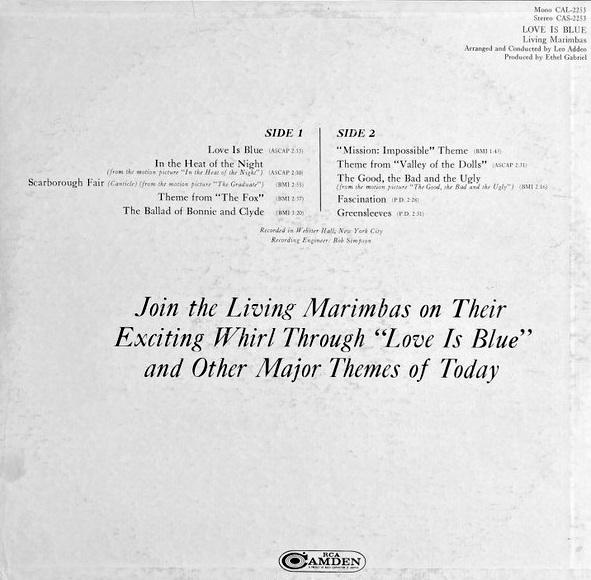 Mono CAL-2253
Stereo CAS-2253
LOVE IS BLUE
Living Marimbas
Arranged and Conducted by Leo Addeo
Produced by Ethel Gabriel
SIDE 1
Love Is Blue (ASCAP 2:33)
In the Heat of the Night
(from the motion picture "In the Heat of the Night") (ASCAP 2:30)
Scarborough Fair (Canticle) (from the motion picture "The Graduate") (BMI 2:55)
Theme from "The Fox" (BMI 2:37)
The Ballad of Bonnie and Clyde (BMI 3:20)
SIDE 2
"Mission: Impossible" Theme (BMI 1:43)
Theme from "Valley of the Dolls" (ASCAP 2:31)
The Good, the Bad and the Ugly
(from the motion picture "The Good, the Bad and the Ugly") (BMI 2:16)
Fascination (P.D. 2:26)
Greensleeves (P.D. 2:31)
Recorded in Webster Hall, New York City
Recording Engineer: Bob Simpson
Join the Living Marimbas on Their
Exciting Whirl Through "Love Is Blue"
and Other Major Themes of Today
RCA
CAMDEN